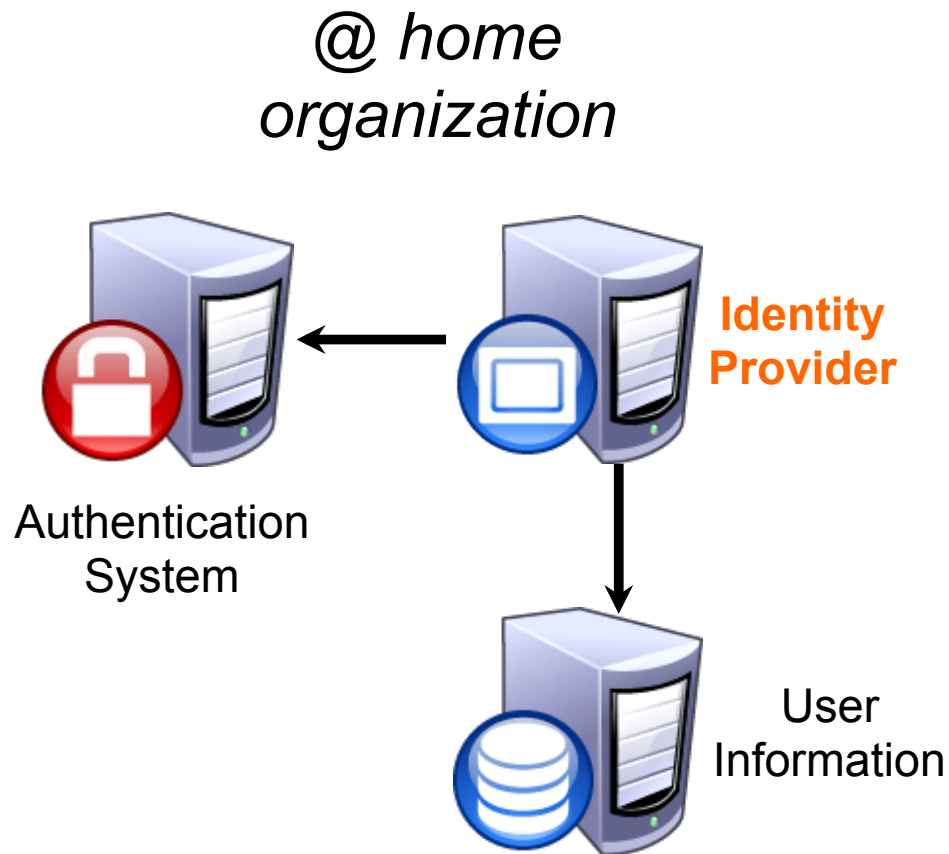 @ home
organization
Identity
Provider
Authentication
System
User
Information